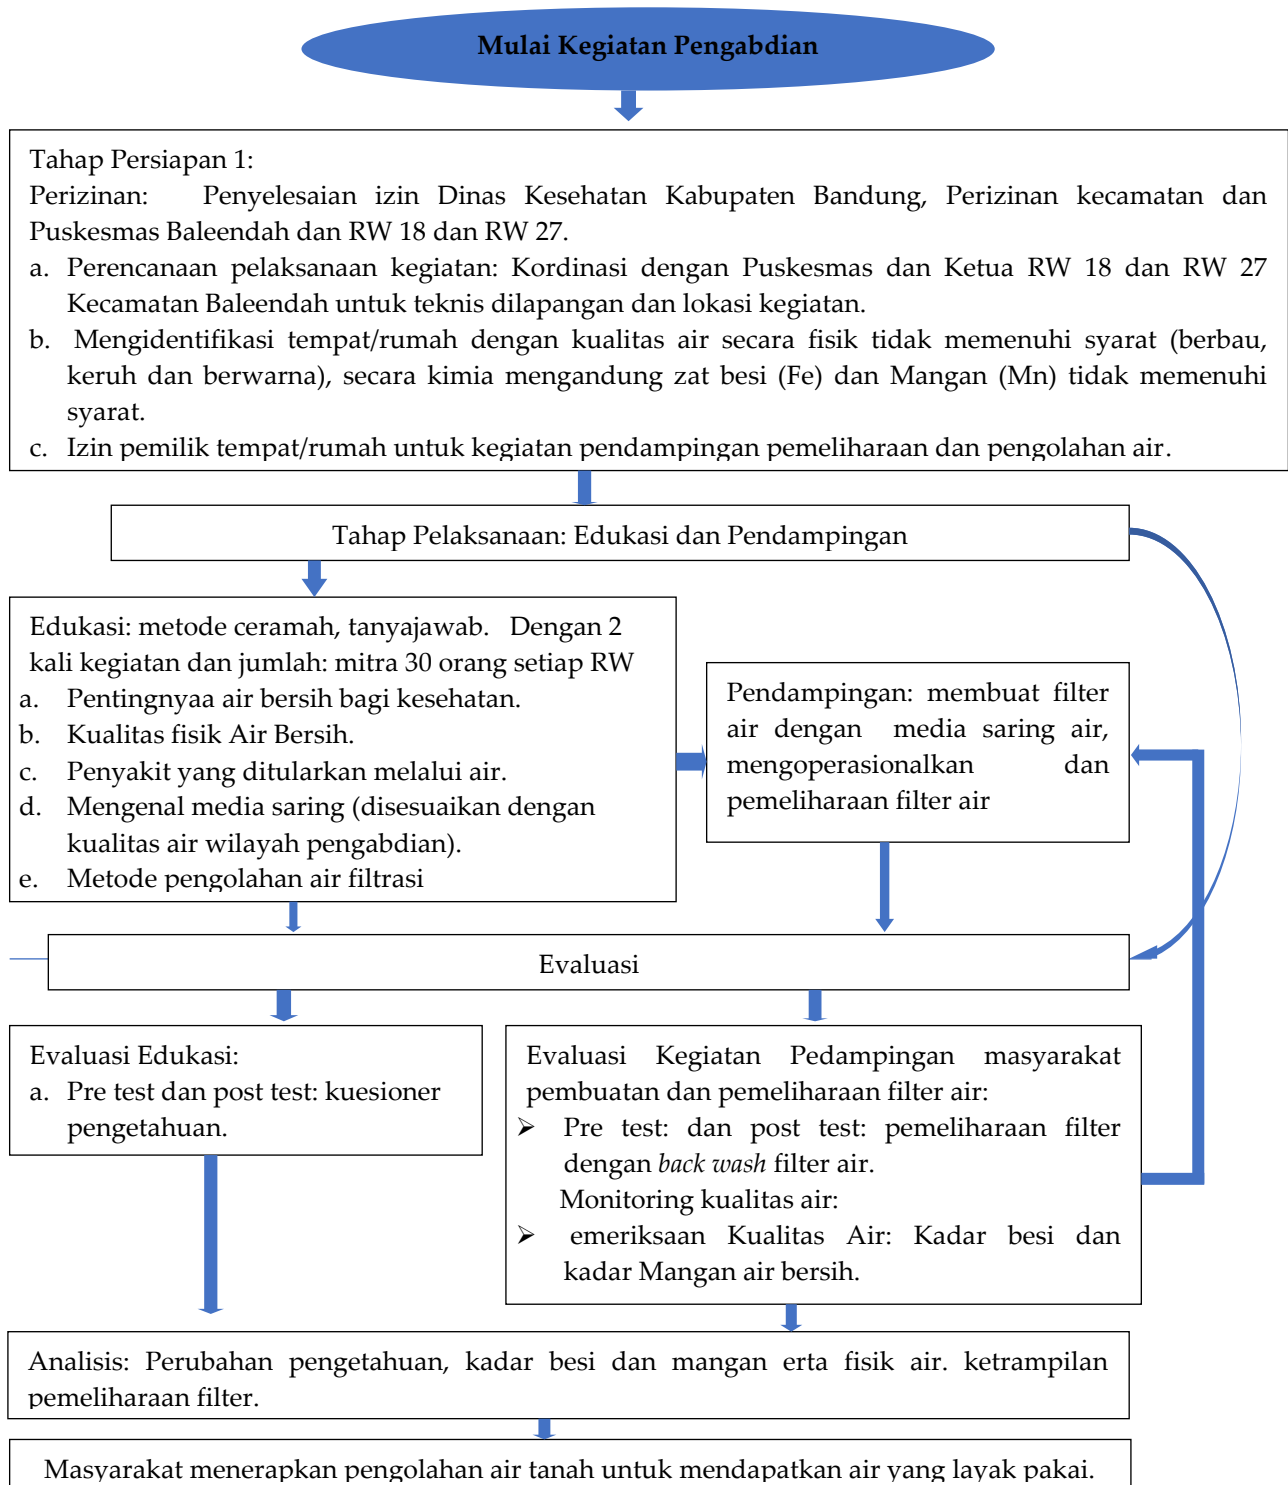 Mulai Kegiatan Pengabdian
Tahap Persiapan 1:
Perizinan: Penyelesaian izin Dinas Kesehatan Kabupaten Bandung, Perizinan kecamatan dan
Puskesmas Baleendah dan RW 18 dan RW 27.
a. Perencanaan pelaksanaan kegiatan: Kordinasi dengan Puskesmas dan Ketua RW 18 dan RW 27
Kecamatan Baleendah untuk teknis dilapangan dan lokasi kegiatan.
b. Mengidentifikasi tempat/rumah dengan kualitas air secara fisik tidak memenuhi syarat (berbau,
keruh dan berwarna), secara kimia mengandung zat besi (Fe) dan Mangan (Mn) tidak memenuhi
syarat.
c. Izin pemilik tempat/rumah untuk kegiatan pendampingan pemeliharaan dan pengolahan air.
Tahap Pelaksanaan: Edukasi dan Pendampingan
Edukasi: metode ceramah, tanyajawab. Dengan 2
kali kegiatan dan jumlah: mitra 30 orang setiap RW
a. Pentingnyaa air bersih bagi kesehatan.
b. Kualitas fisik Air Bersih.
c. Penyakit yang ditularkan melalui air.
d. Mengenal media saring (disesuaikan dengan
kualitas air wilayah pengabdian).
e. Metode pengolahan air filtrasi
Pendampingan: membuat filter
air dengan media saring air,
mengoperasionalkan dan
pemeliharaan filter air
Evaluasi
Evaluasi Edukasi:
a. Pre test dan post test: kuesioner
pengetahuan.
Evaluasi Kegiatan Pedampingan masyarakat
pembuatan dan pemeliharaan filter air:
➢ Pre test: dan post test: pemeliharaan filter
dengan back wash filter air.
Monitoring kualitas air:
➢ emeriksaan Kualitas Air: Kadar besi dan
kadar Mangan air bersih.
Analisis: Perubahan pengetahuan, kadar besi dan mangan erta fisik air. ketrampilan
pemeliharaan filter.
Masyarakat menerapkan pengolahan air tanah untuk mendapatkan air yang layak pakai.